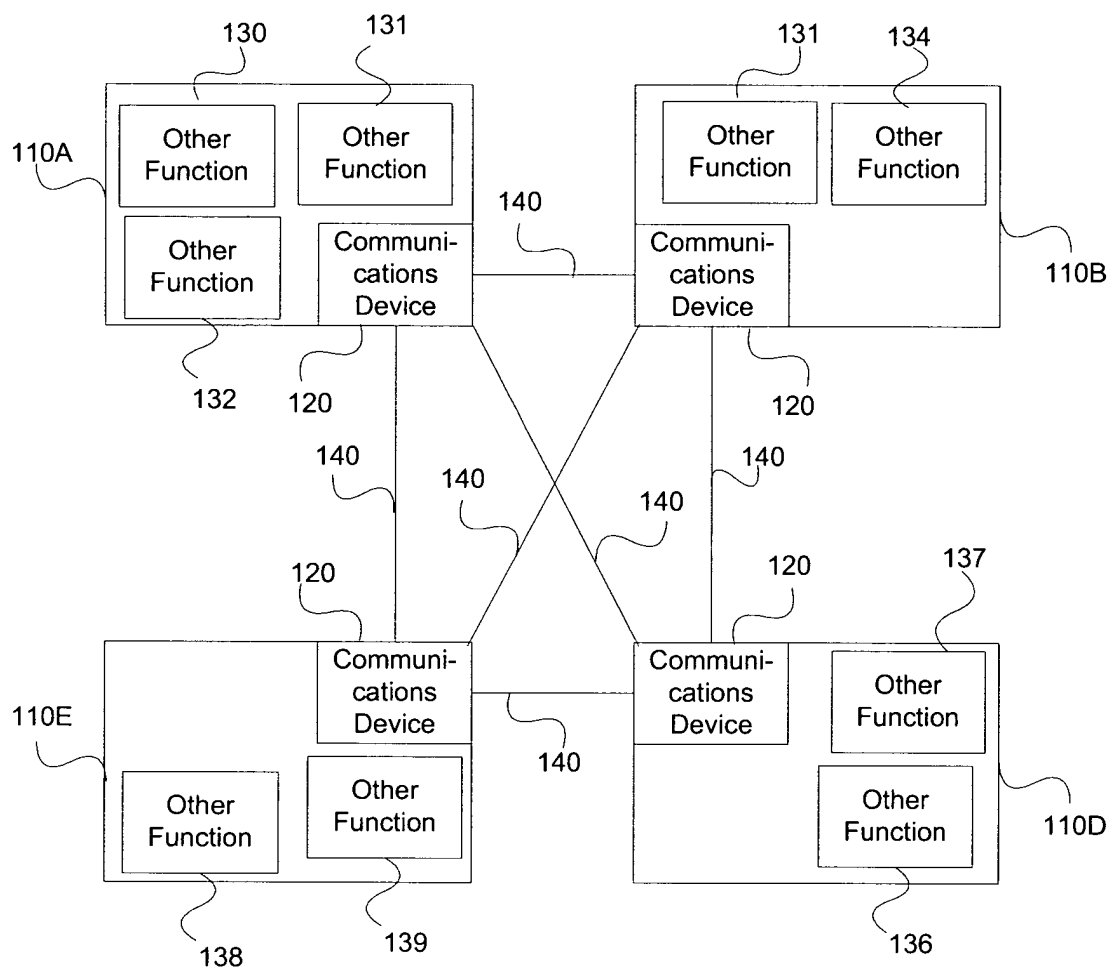 130
131
131
134
Other
Function
Other
Function
Other
Function
Other
Function
110A
140
Other
Function
Communi-
cations
Device
Communi-
cations
Device
110B
132
120
120
140
140
140
140
120
120
137
Communi-
cations
Device
Communi-
cations
Device
Other
Function
110E
140
Other
Function
Other
Function
Other
Function
110D
138
139
136